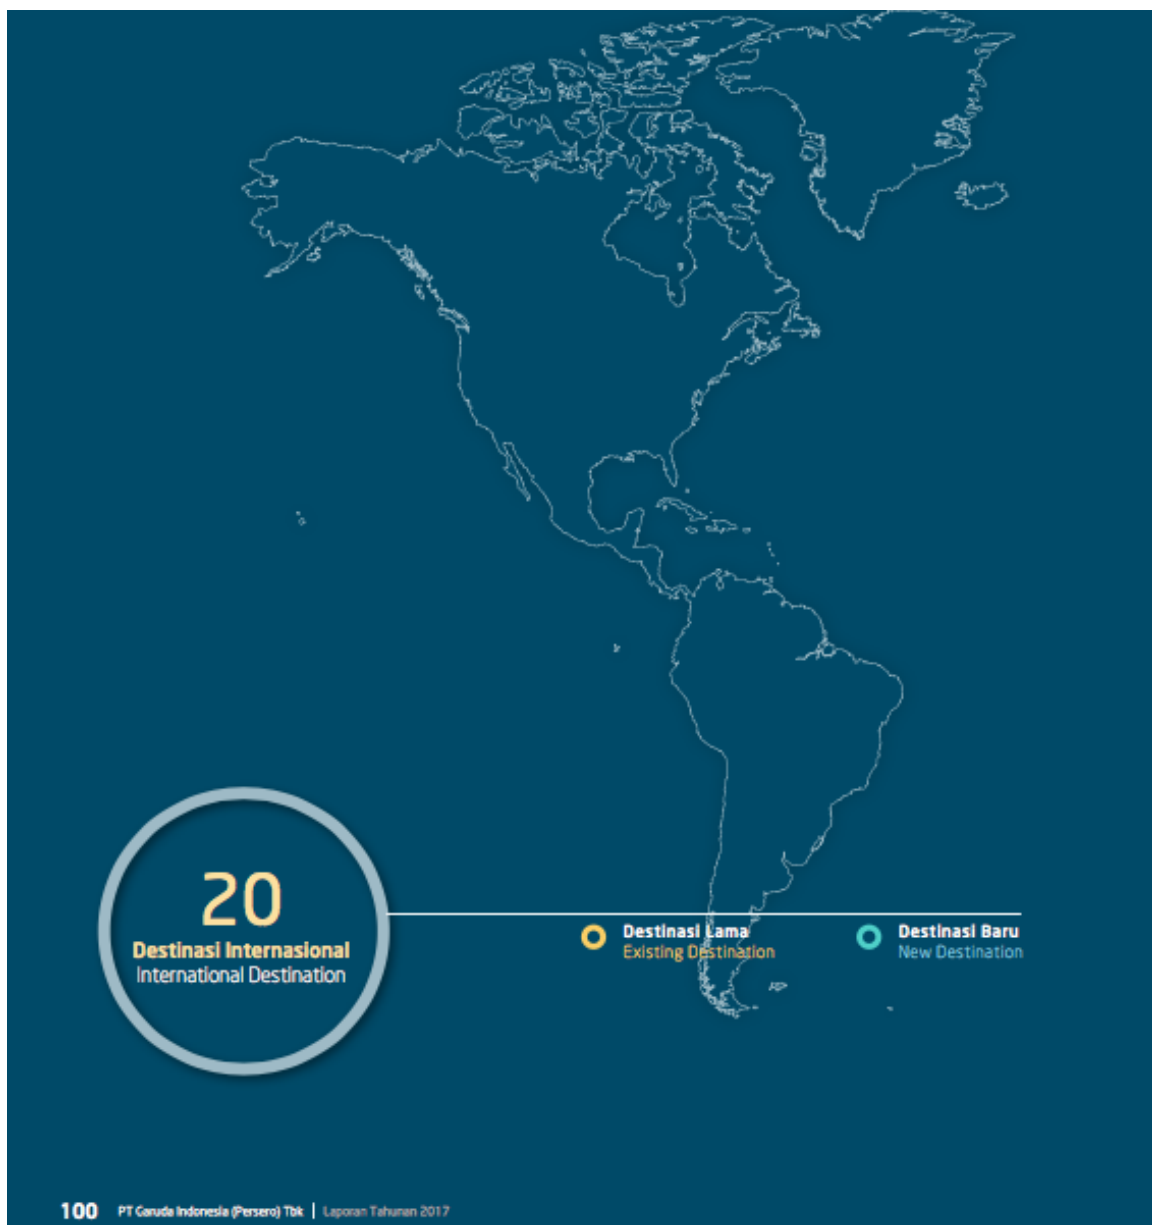 20
Destinasi Internasional
International Destination
Destinasi Lama
Existing Destination
Destinasi Baru
New Destination
100 PT Garuda Indonesia (Persero) Tbk | Laporan Tahunan 2017